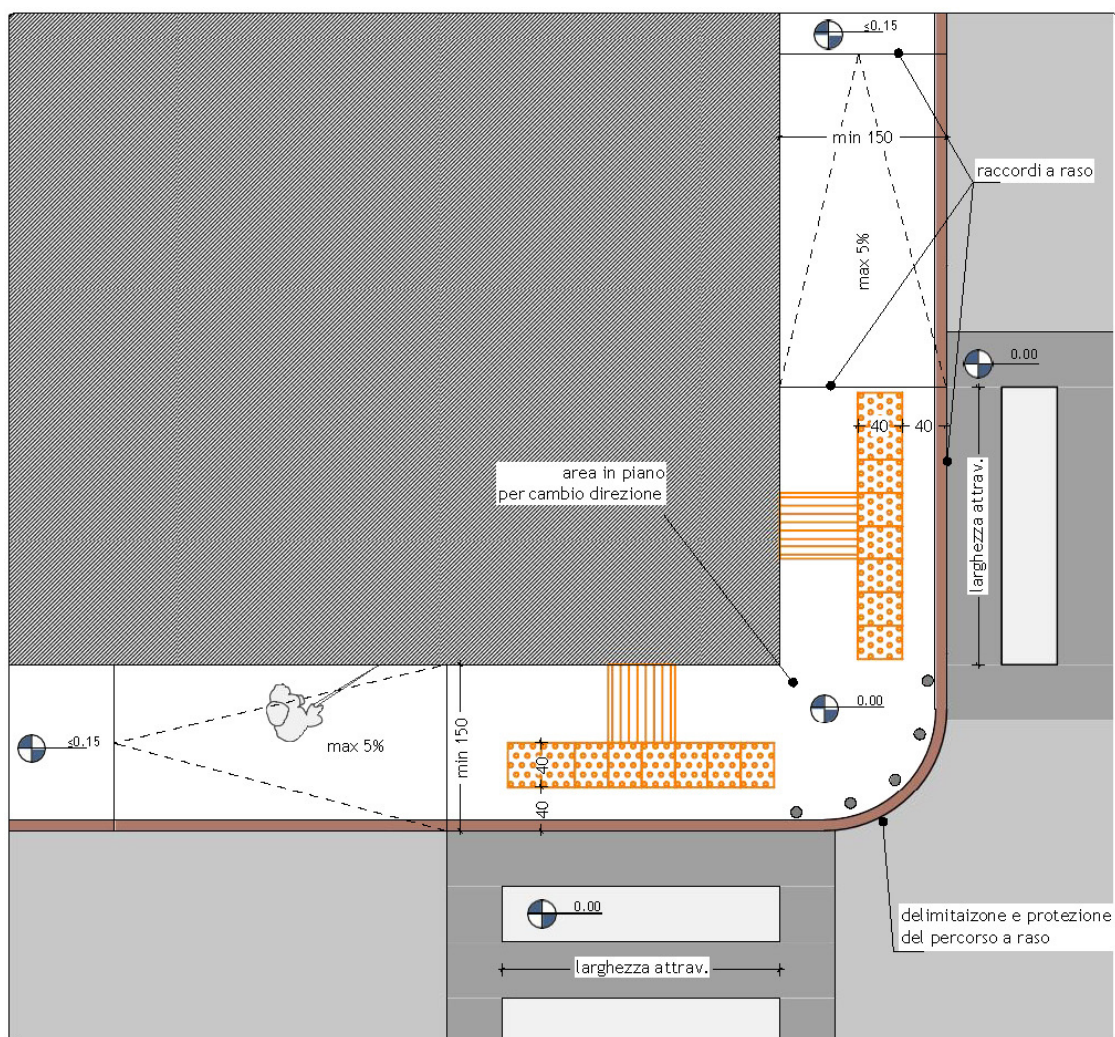 ≤0.15
min 150
raccordi a raso
max 5%
0.00
40
40
larghezza attrav.
area in piano
per cambio direzione
0.00
≤0.15
max 5%
min 150
40
40
0.00
larghezza attrav.
delimitaizone e protezione
del percorso a raso